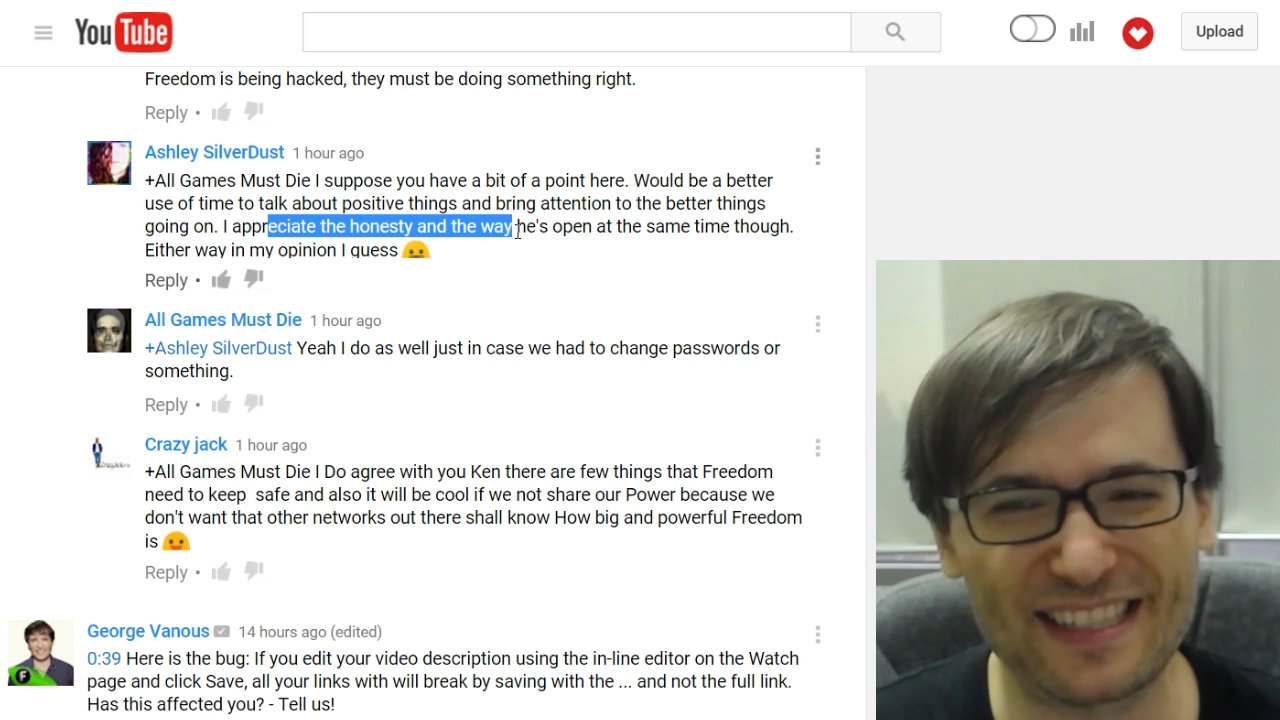 YouTube
Upload
Freedom is being hacked, they must be doing something right.
Reply •
Ashley SilverDust 1 hour ago
+All Games Must Die I suppose you have a bit of a point here. Would be a better
use of time to talk about positive things and bring attention to the better things
going on. I appreciate the honesty and the way he's open at the same time though.
Either way in my opinion I guess
Reply •
All Games Must Die 1 hour ago
+Ashley SilverDust Yeah I do as well just in case we had to change passwords or
something.
Reply •
Crazy jack 1 hour ago
+All Games Must Die I Do agree with you Ken there are few things that Freedom
need to keep  safe and also it will be cool if we not share our Power because we
don't want that other networks out there shall know How big and powerful Freedom
is
Reply •
George Vanous 14 hours ago (edited)
0:39 Here is the bug: If you edit your video description using the in-line editor on the Watch
page and click Save, all your links with will break by saving with the ... and not the full link.
Has this affected you? - Tell us!